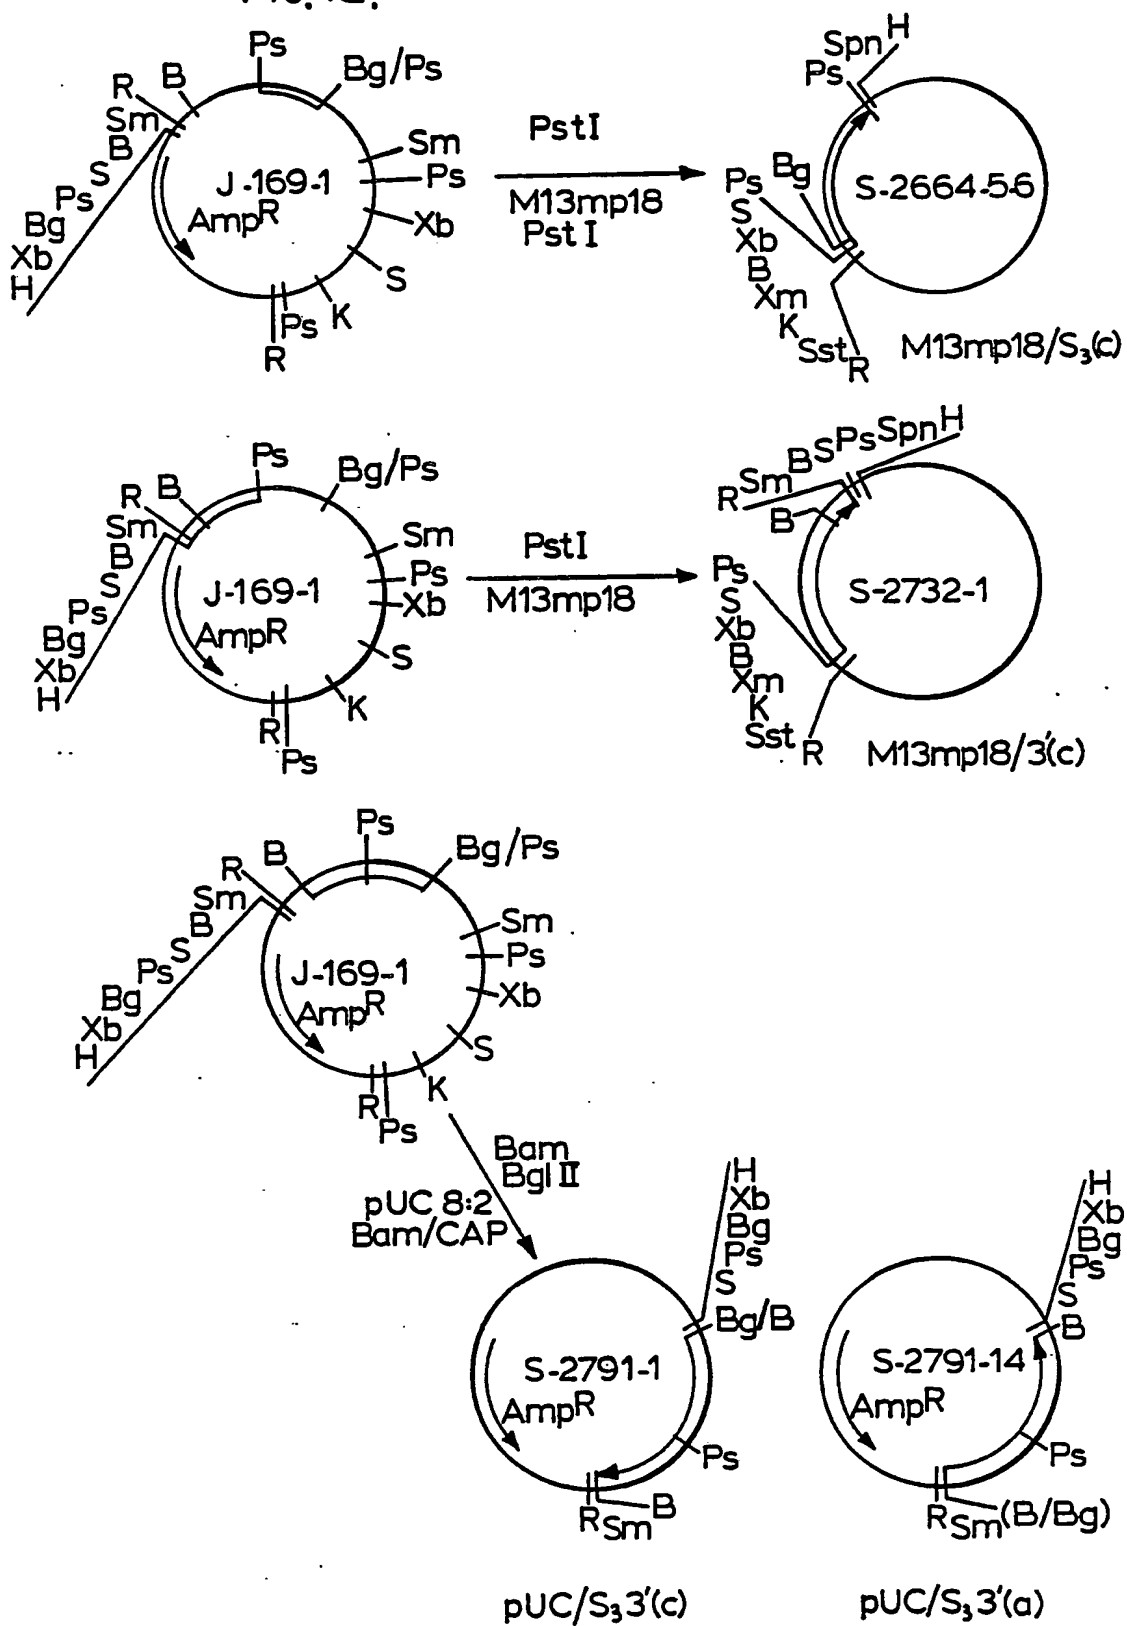 Ps
Bg/Ps
B
R
Sm
B
S
Ps
Bg
Xb
H
J-169-1
AmpR
Sm
Ps
Xb
S
K
Ps
R
PstI
M13mp18
PstI
H
Spn
Ps
Bg
Ps
S
Xb
B
Xm
K
Sst
R
S-2664-5-6
M13mp18/S₃(c)
Ps
Bg/Ps
B
R
Sm
B
S
Ps
Bg
Xb
H
J-169-1
AmpR
Sm
Ps
Xb
S
K
R
Ps
PstI
M13mp18
H
Spn
Ps
S
B
Sm
R
B
Ps
S
Xb
B
Xm
K
Sst
R
S-2732-1
M13mp18/3'(c)
Ps
Bg/Ps
B
R
Sm
B
S
Ps
Bg
Xb
H
J-169-1
AmpR
Sm
Ps
Xb
S
K
R
Ps
Bam
Bgl II
pUC 8:2
Bam/CAP
H
Xb
Bg
Ps
S
Bg/B
S-2791-1
AmpR
Ps
B
Sm
R
pUC/S₃3'(c)
H
Xb
Bg
Ps
S
B
S-2791-14
AmpR
Ps
(B/Bg)
Sm
R
pUC/S₃3'(a)